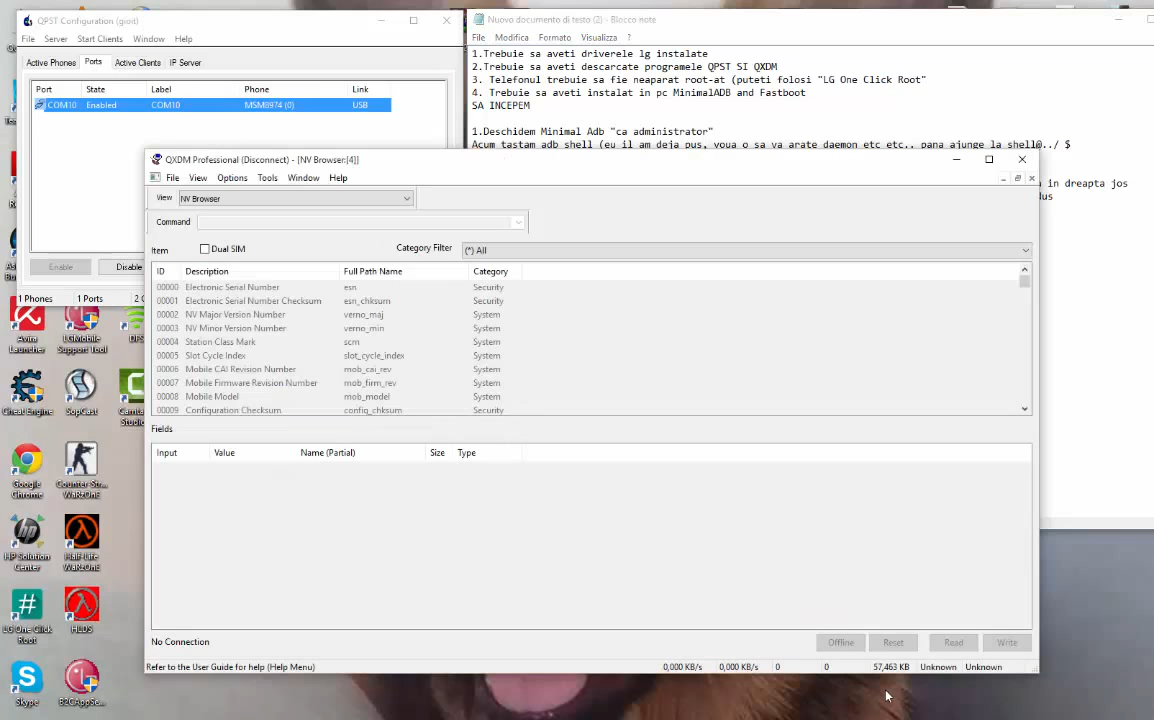 QPST Configuration (giort)
File Server Start Clients Window Help
Active Phones Ports Active Clients IP Server
Port State Label Phone Link
COM10 Enabled COM10 MSM8974 (0) USB
Enable Disable
1 Phones 1 Ports
Nuovo documento di testo (2) - Blocco note
File Modifica Formato Visualizza ?
1.Trebuie sa aveti driverele lg instalate
2.Trebuie sa aveti descarcate programele QPST SI QXDM
3. Telefonul trebuie sa fie neaparat root-at (puteti folosi "LG One Click Root"
4. Trebuie sa aveti instalat in pc MinimalADB and Fastboot
SA INCEPEM
1.Deschidem Minimal Adb "ca administrator"
Acum tastam adb shell (eu il am deja pus, voua o sa va arate daemon etc etc.. pana ajunge la shell@../ $
a in dreapta jos
dus
QXDM Professional (Disconnect) - [NV Browser:[4]]
File View Options Tools Window Help
View NV Browser
Command
Item Dual SIM Category Filter (*) All
ID Description Full Path Name Category
00000 Electronic Serial Number esn Security
00001 Electronic Serial Number Checksum esn_chksum Security
00002 NV Major Version Number verno_maj System
00003 NV Minor Version Number verno_min System
00004 Station Class Mark scm System
00005 Slot Cycle Index slot_cycle_index System
00006 Mobile CAI Revision Number mob_cai_rev System
00007 Mobile Firmware Revision Number mob_firm_rev System
00008 Mobile Model mob_model System
00009 Configuration Checksum config_chksum Security
Fields
Input Value Name (Partial) Size Type
No Connection Offline Reset Read Write
Refer to the User Guide for help (Help Menu) 0,000 KB/s 0,000 KB/s 0 0 57,463 KB Unknown Unknown
Avira Launcher
LGMobile Support Tool
DFS
Cheat Engine
SopCast
Camta
Studio
Google Chrome
Counter Str... WaRzOnE
HP Solution Center
Half-Life WaRzOnE
LG One Click Root
HLDS
Skype
B2CAppSe...